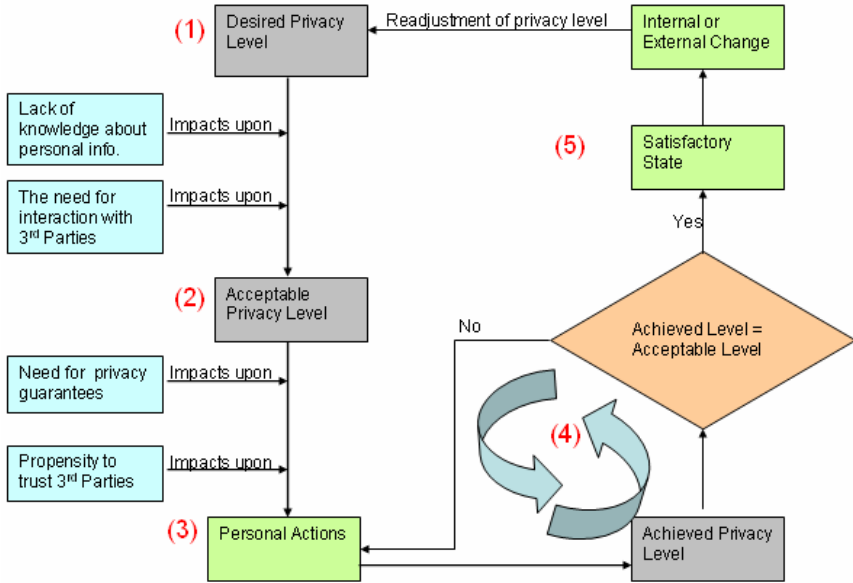 (1)
Desired Privacy
Level
Readjustment of privacy level
Internal or
External Change
Lack of
knowledge about
personal info.
Impacts upon
(5)
Satisfactory
State
The need for
interaction with
3rd Parties
Impacts upon
Yes
(2)
Acceptable
Privacy Level
No
Achieved Level =
Acceptable Level
Need for privacy
guarantees
Impacts upon
(4)
Propensity to
trust 3rd Parties
Impacts upon
(3)
Personal Actions
Achieved Privacy
Level